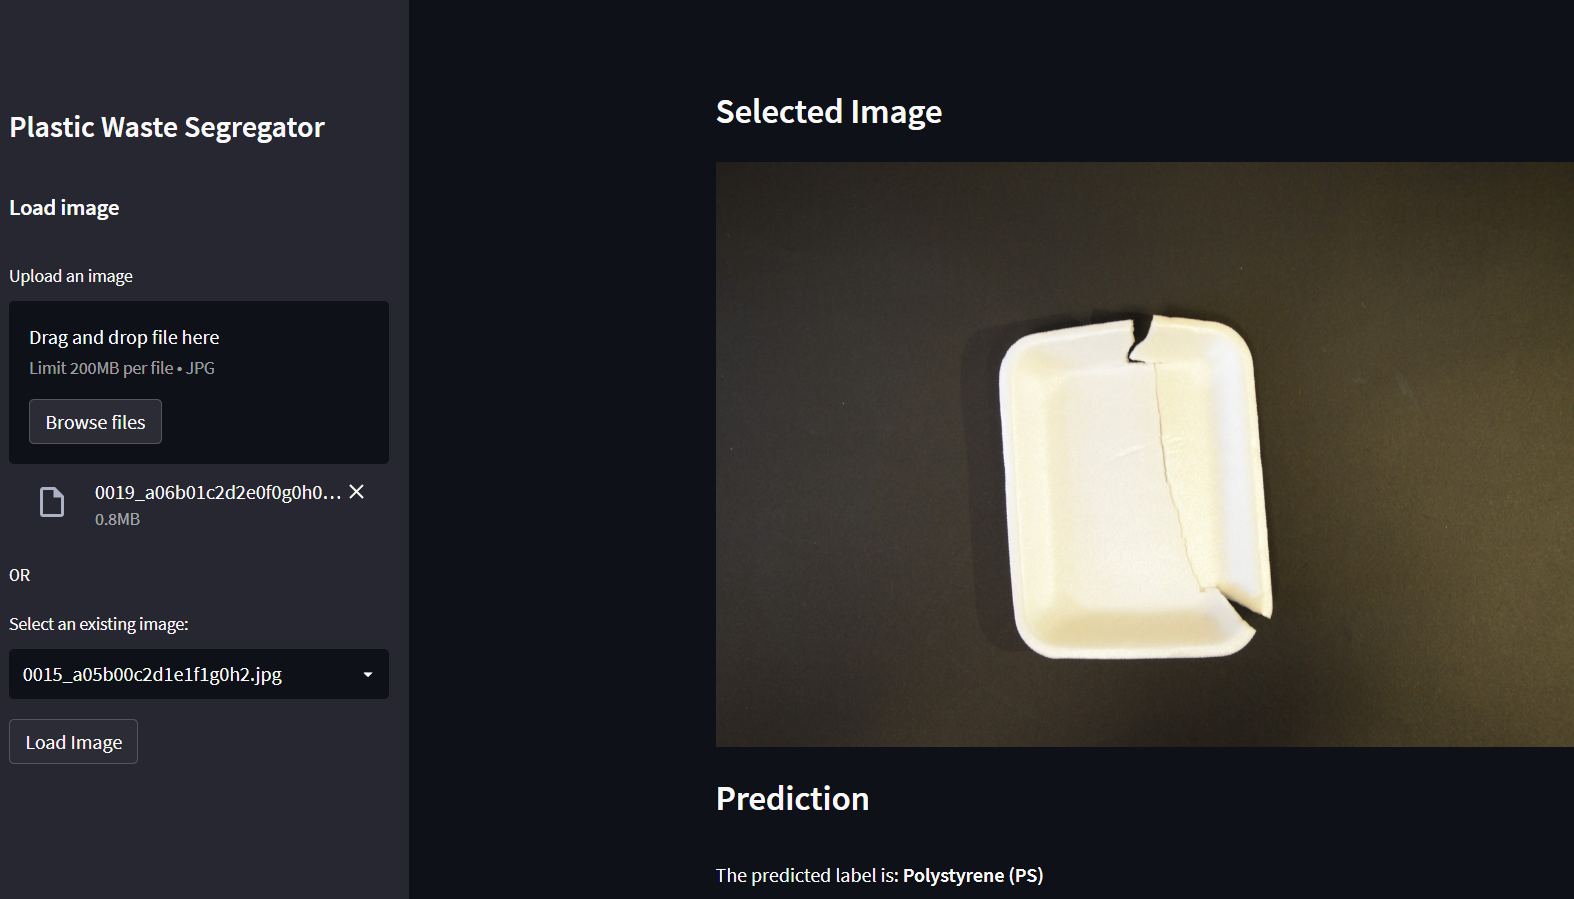 Plastic Waste Segregator
Load image
Upload an image
Drag and drop file here
Limit 200MB per file • JPG
Browse files
0019_a06b01c2d2e0f0g0h0...
0.8MB
OR
Select an existing image:
0015_a05b00c2d1e1f1g0h2.jpg
Load Image
Selected Image
Prediction
The predicted label is: Polystyrene (PS)